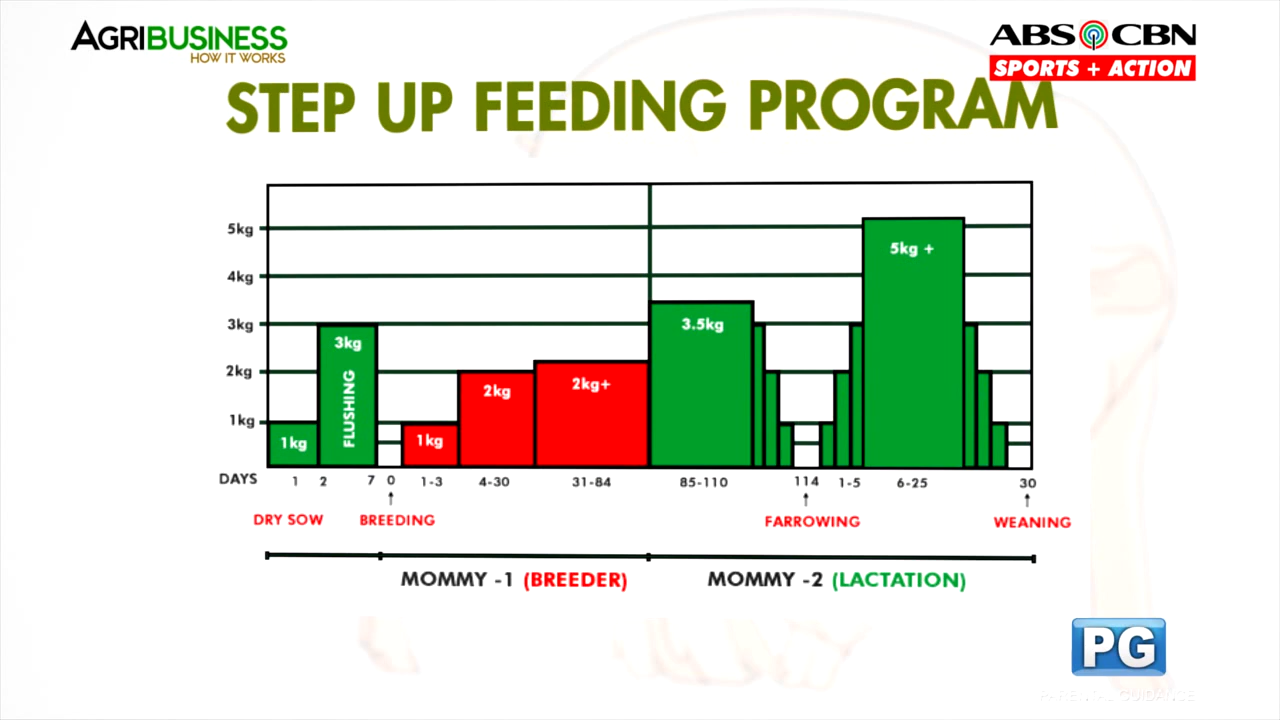 AGRIBUSINESS
HOW IT WORKS
ABS CBN
SPORTS + ACTION
STEP UP FEEDING PROGRAM
5kg
4kg
3kg
2kg
1kg
1kg
3kg
FLUSHING
1kg
2kg
2kg+
3.5kg
5kg +
DAYS 1 2 7 0 1-3 4-30 31-84 85-110 114 1-5 6-25 30
DRY SOW BREEDING FARROWING WEANING
MOMMY -1 (BREEDER) MOMMY -2 (LACTATION)
PG
PARENTAL GUIDANCE